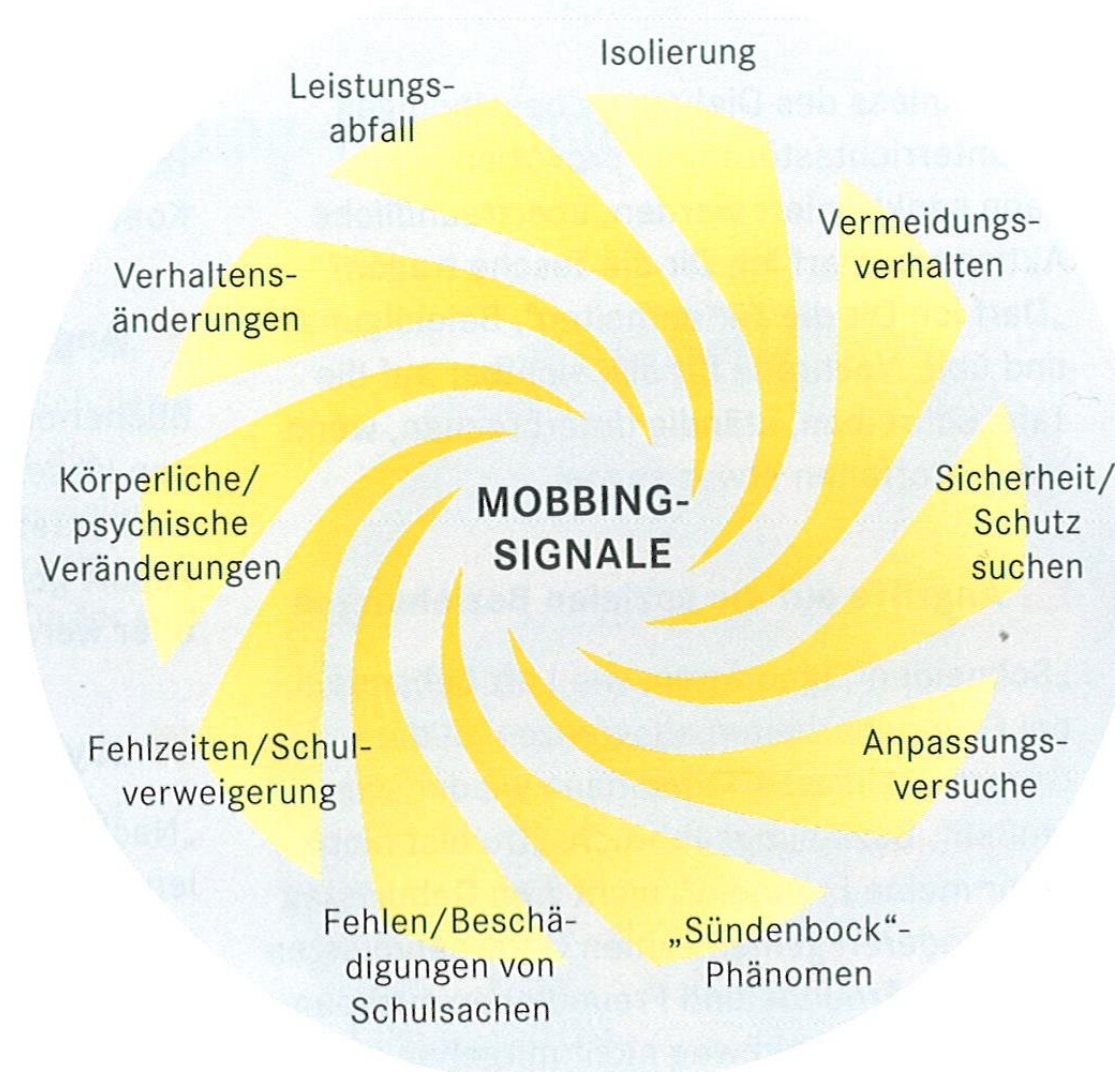 Isolierung
Leistungs-
abfall
Vermeidungs-
verhalten
Verhaltens-
änderungen
Sicherheit/
Schutz
suchen
Körperliche/
psychische
Veränderungen
MOBBING-
SIGNALE
Anpassungs-
versuche
Fehlzeiten/Schul-
verweigerung
„Sündenbock“-
Phänomen
Fehlen/Beschä-
digungen von
Schulsachen